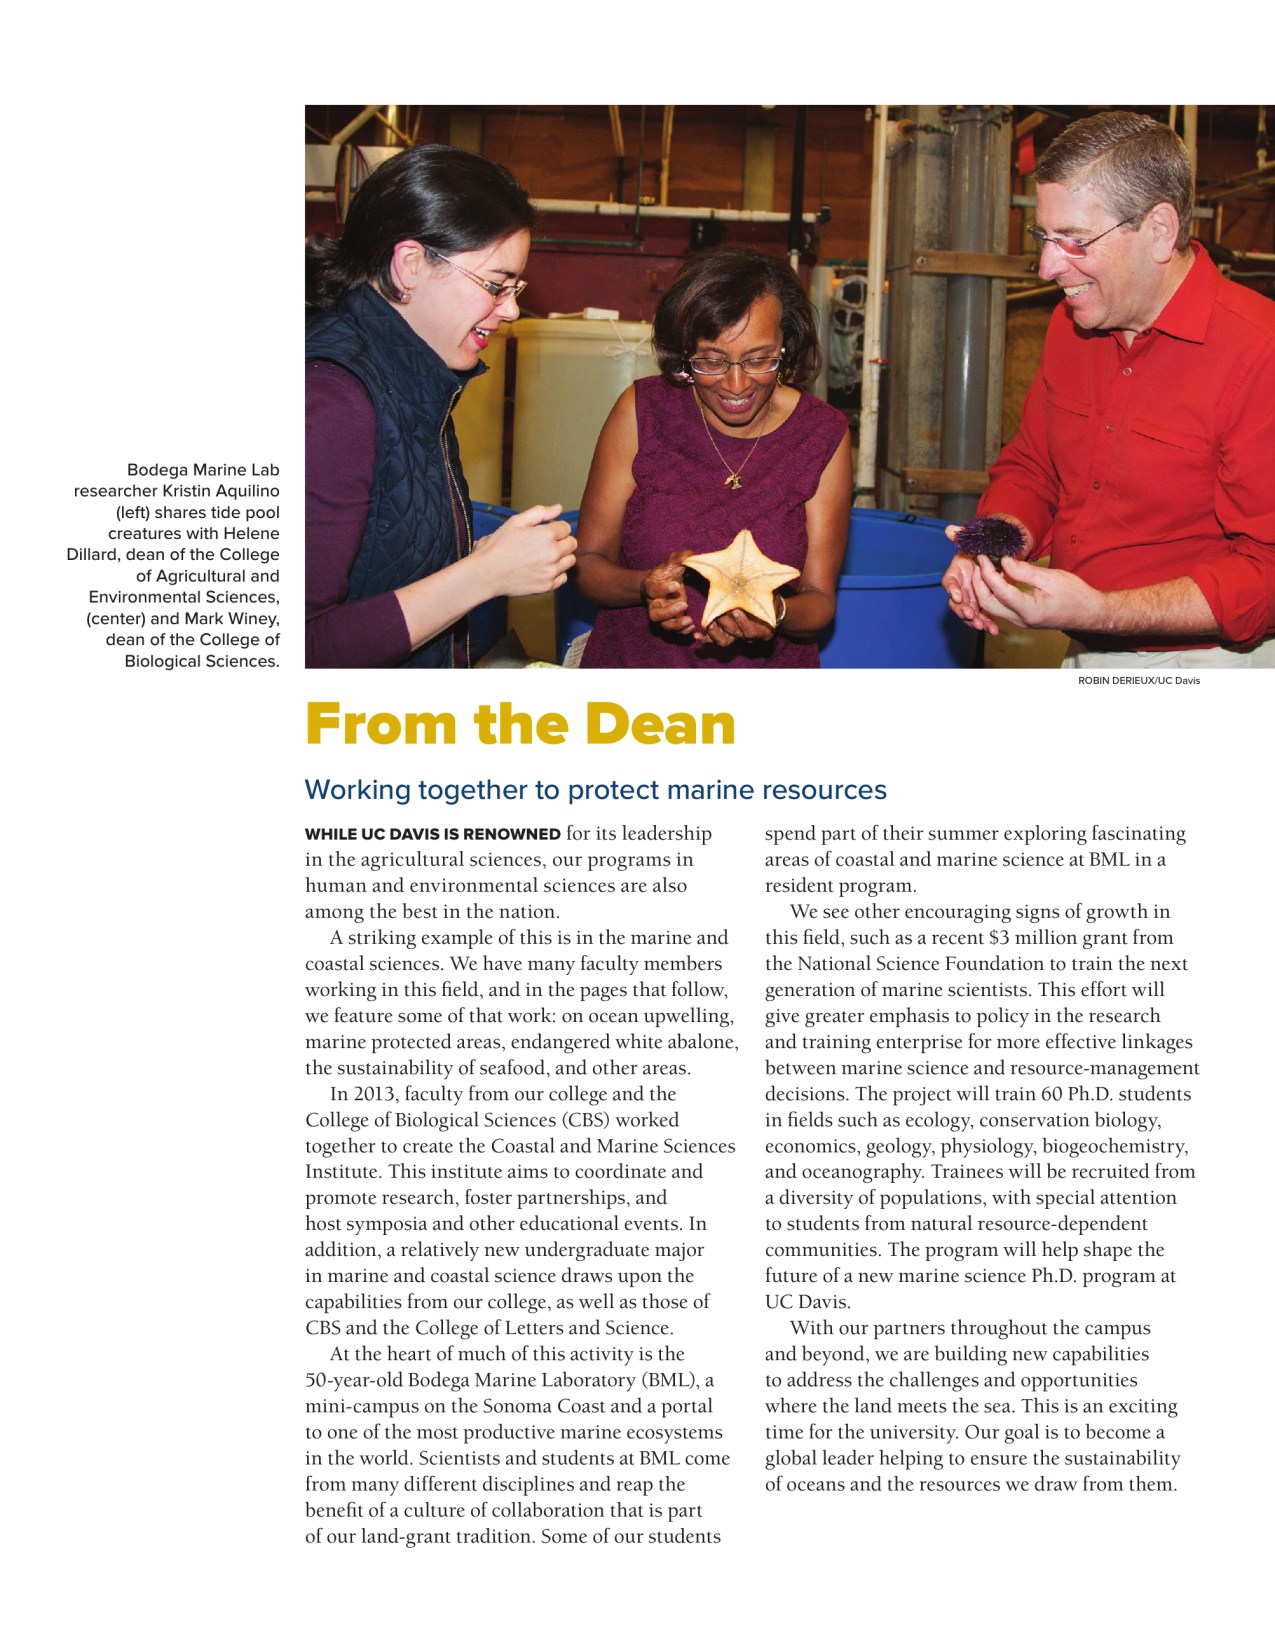 Bodega Marine Lab
researcher Kristin Aquilino
(left) shares tide pool
creatures with Helene
Dillard, dean of the College
of Agricultural and
Environmental Sciences,
(center) and Mark Winey,
dean of the College of
Biological Sciences.
ROBIN DERIEUX/UC Davis
From the Dean
Working together to protect marine resources
WHILE UC DAVIS IS RENOWNED for its leadership
in the agricultural sciences, our programs in
human and environmental sciences are also
among the best in the nation.
A striking example of this is in the marine and
coastal sciences. We have many faculty members
working in this field, and in the pages that follow,
we feature some of that work: on ocean upwelling,
marine protected areas, endangered white abalone,
the sustainability of seafood, and other areas.
In 2013, faculty from our college and the
College of Biological Sciences (CBS) worked
together to create the Coastal and Marine Sciences
Institute. This institute aims to coordinate and
promote research, foster partnerships, and
host symposia and other educational events. In
addition, a relatively new undergraduate major
in marine and coastal science draws upon the
capabilities from our college, as well as those of
CBS and the College of Letters and Science.
At the heart of much of this activity is the
50-year-old Bodega Marine Laboratory (BML), a
mini-campus on the Sonoma Coast and a portal
to one of the most productive marine ecosystems
in the world. Scientists and students at BML come
from many different disciplines and reap the
benefit of a culture of collaboration that is part
of our land-grant tradition. Some of our students
spend part of their summer exploring fascinating
areas of coastal and marine science at BML in a
resident program.
We see other encouraging signs of growth in
this field, such as a recent $3 million grant from
the National Science Foundation to train the next
generation of marine scientists. This effort will
give greater emphasis to policy in the research
and training enterprise for more effective linkages
between marine science and resource-management
decisions. The project will train 60 Ph.D. students
in fields such as ecology, conservation biology,
economics, geology, physiology, biogeochemistry,
and oceanography. Trainees will be recruited from
a diversity of populations, with special attention
to students from natural resource-dependent
communities. The program will help shape the
future of a new marine science Ph.D. program at
UC Davis.
With our partners throughout the campus
and beyond, we are building new capabilities
to address the challenges and opportunities
where the land meets the sea. This is an exciting
time for the university. Our goal is to become a
global leader helping to ensure the sustainability
of oceans and the resources we draw from them.